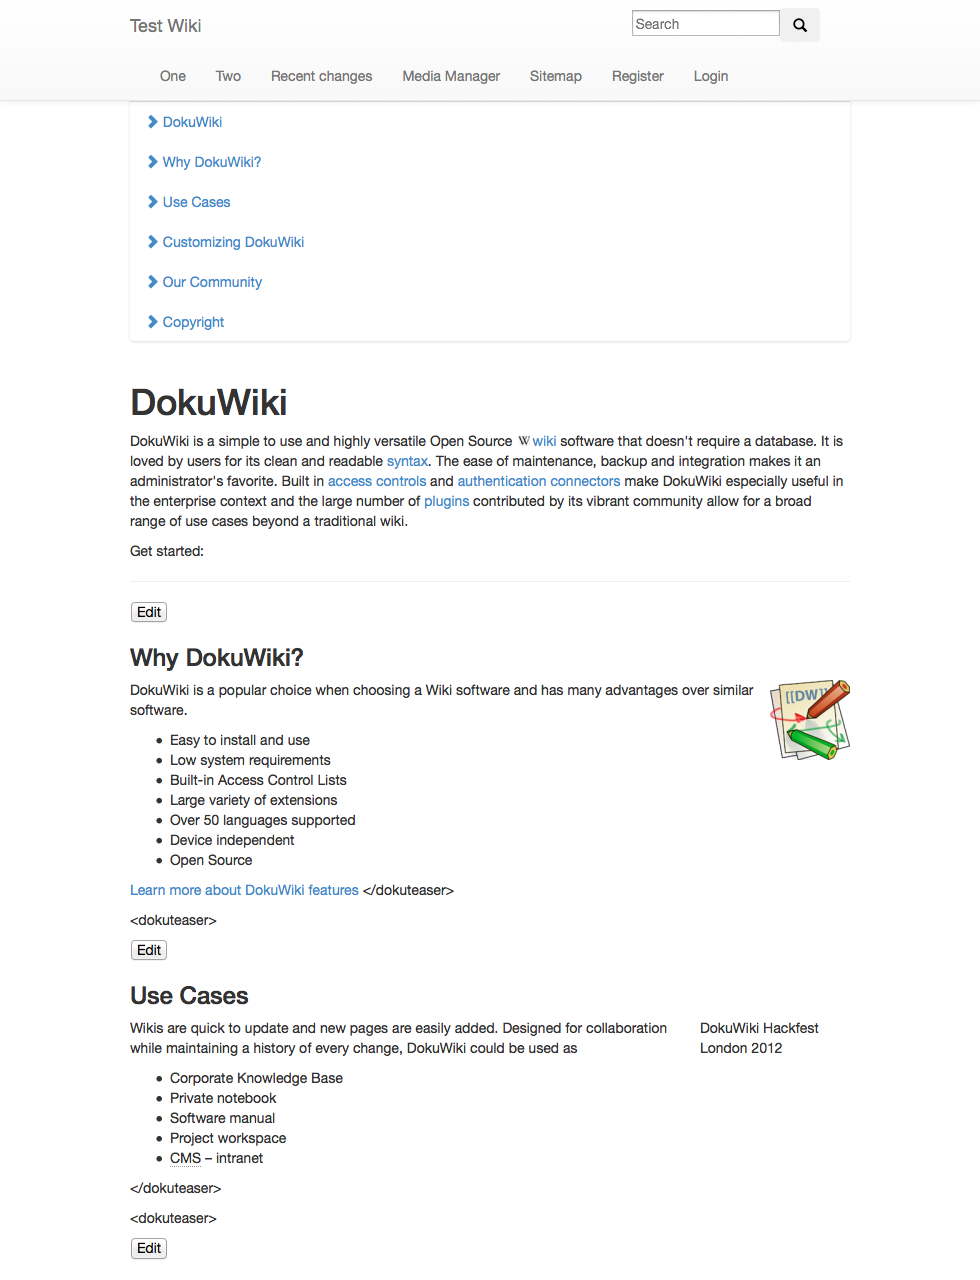 Test Wiki
Search
One Two Recent changes Media Manager Sitemap Register Login
DokuWiki
Why DokuWiki?
Use Cases
Customizing DokuWiki
Our Community
Copyright
DokuWiki
DokuWiki is a simple to use and highly versatile Open Source W wiki software that doesn't require a database. It is
loved by users for its clean and readable syntax. The ease of maintenance, backup and integration makes it an
administrator's favorite. Built in access controls and authentication connectors make DokuWiki especially useful in
the enterprise context and the large number of plugins contributed by its vibrant community allow for a broad
range of use cases beyond a traditional wiki.
Get started:
Edit
Why DokuWiki?
DokuWiki is a popular choice when choosing a Wiki software and has many advantages over similar
software.
[[DW]]
• Easy to install and use
• Low system requirements
• Built-in Access Control Lists
• Large variety of extensions
• Over 50 languages supported
• Device independent
• Open Source
Learn more about DokuWiki features </dokuteaser>
<dokuteaser>
Edit
Use Cases
Wikis are quick to update and new pages are easily added. Designed for collaboration
while maintaining a history of every change, DokuWiki could be used as
DokuWiki Hackfest
London 2012
• Corporate Knowledge Base
• Private notebook
• Software manual
• Project workspace
• CMS – intranet
</dokuteaser>
<dokuteaser>
Edit